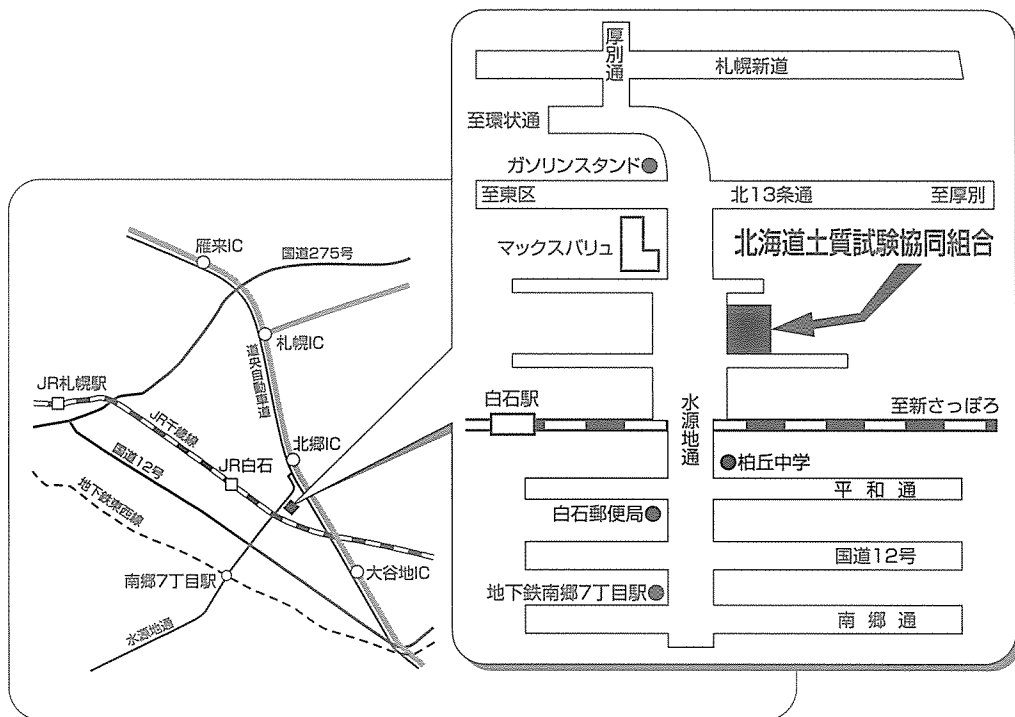 厚別通
札幌新道
至環状通
ガソリンスタンド
至東区
北13条通
至厚別
マックスバリュ
北海道土質試験協同組合
白石駅
水源地通
至新さっぽろ
柏丘中学
平和通
白石郵便局
国道12号
地下鉄南郷7丁目駅
南郷通
雁来IC
国道275号
札幌IC
道央自動車道
JR札幌駅
JR千歳線
北郷IC
国道12号
JR白石
地下鉄東西線
南郷7丁目駅
大谷地IC
水源地通